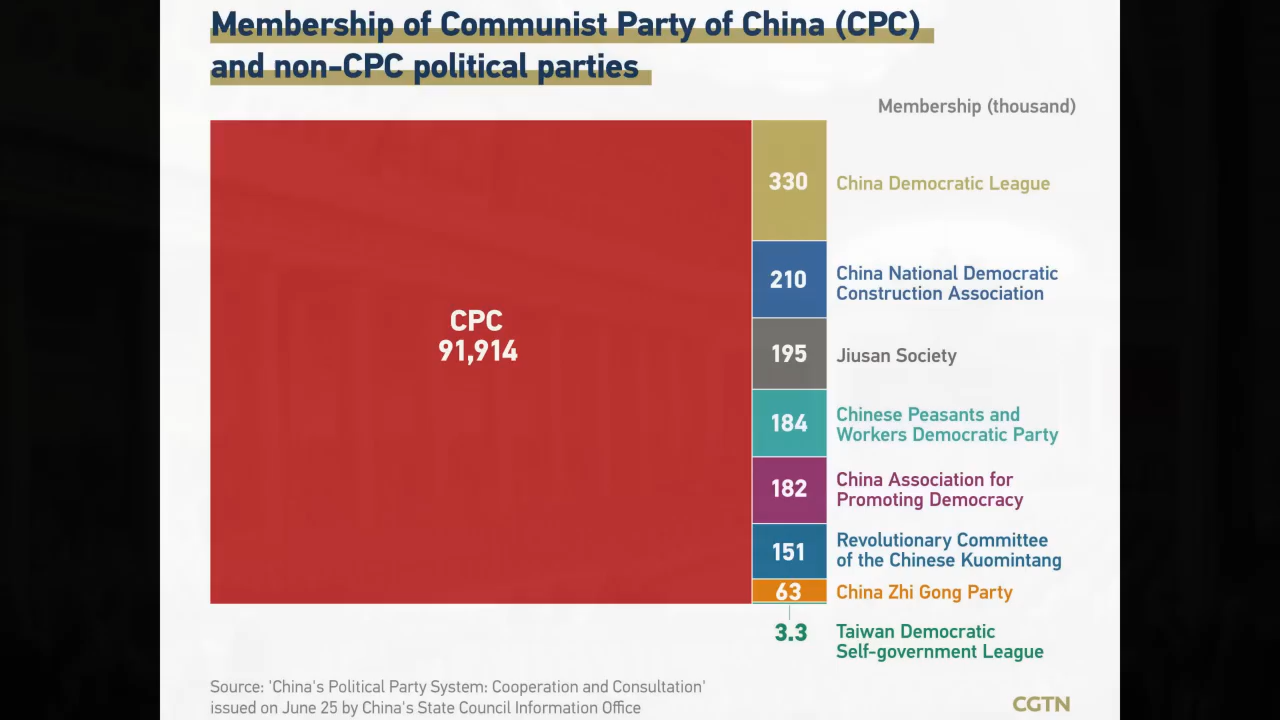 Membership of Communist Party of China (CPC)
and non-CPC political parties
Membership (thousand)
CPC
91,914
330
China Democratic League
210
China National Democratic
Construction Association
195
Jiusan Society
184
Chinese Peasants and
Workers Democratic Party
182
China Association for
Promoting Democracy
151
Revolutionary Committee
of the Chinese Kuomintang
63
China Zhi Gong Party
3.3
Taiwan Democratic
Self-government League
Source: 'China's Political Party System: Cooperation and Consultation'
issued on June 25 by China's State Council Information Office
CGTN